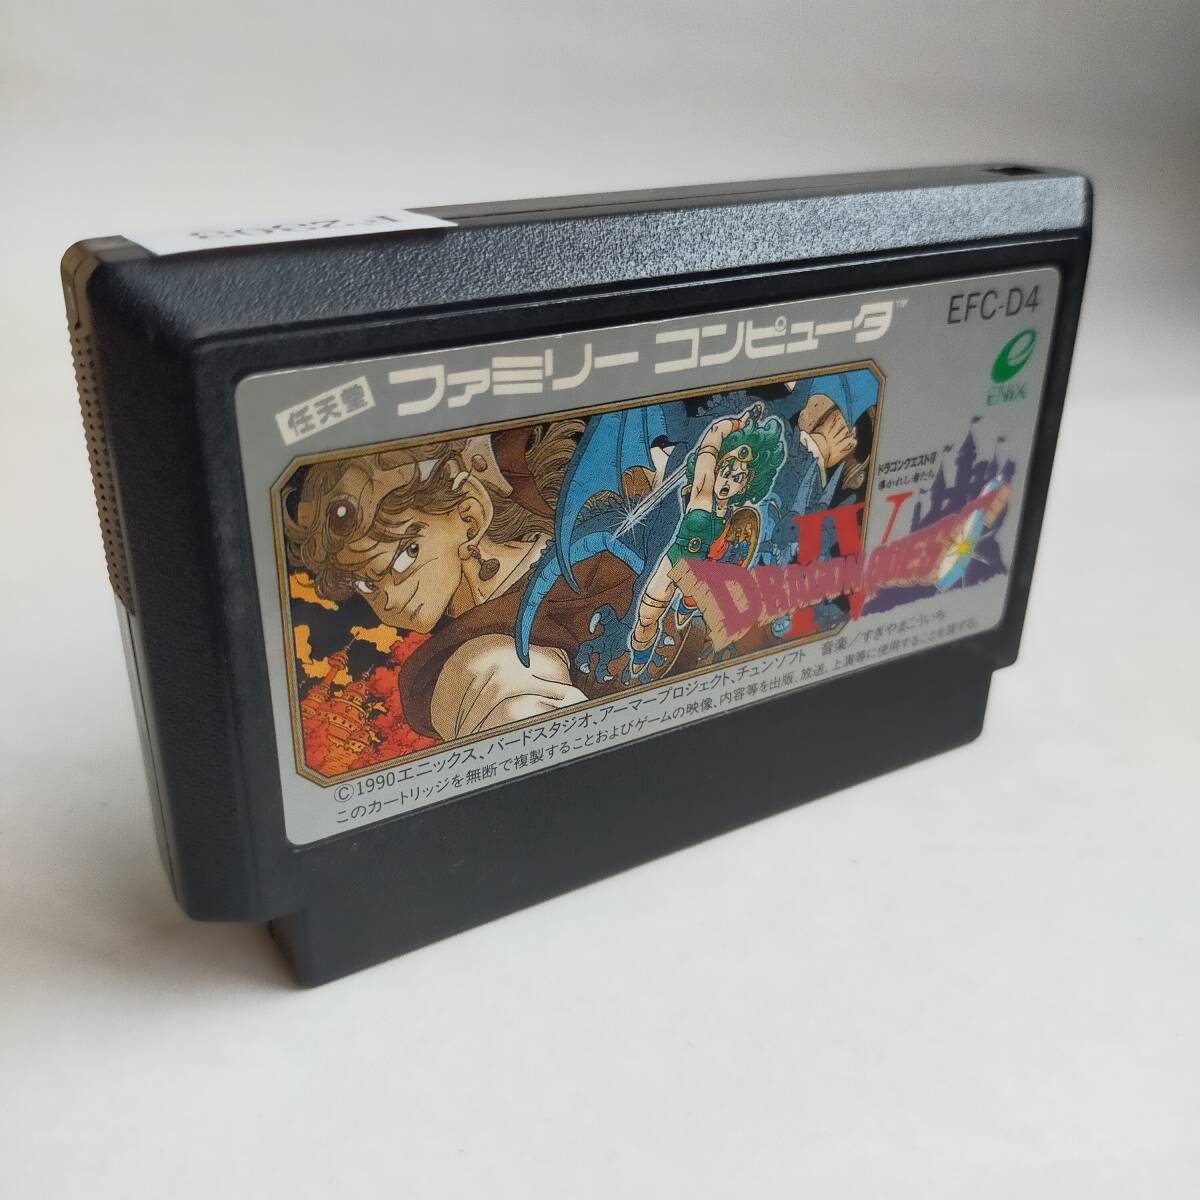 任天堂 ファミリー コンピュータ™
EFC-D4
ENIX
ドラゴンクエストIV
導かれし者たち
IV
DRAGON QUEST
©1990エニックス、バードスタジオ、アーマープロジェクト、チュンソフト 音楽/すぎやまこういち
このカートリッジを無断で複製することおよびゲームの映像、内容等を出版、放送、上演等に使用することを禁ずる。